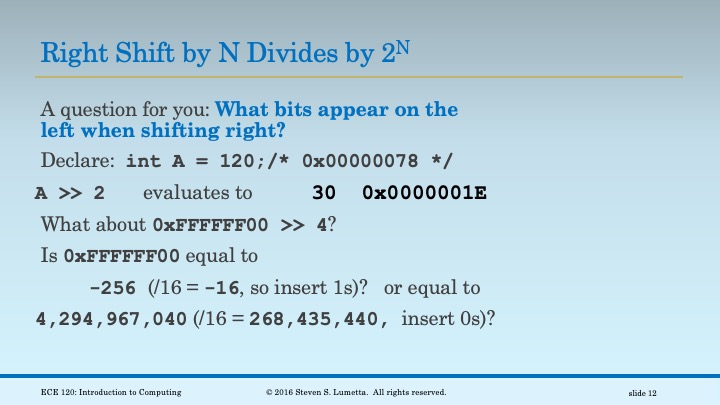 Right Shift by N Divides by 2ᴺ
A question for you: What bits appear on the
left when shifting right?
Declare: int A = 120;/* 0x00000078 */
A >> 2 evaluates to 30 0x0000001E
What about 0xFFFFFF00 >> 4?
Is 0xFFFFFF00 equal to
-256 (/16 = -16, so insert 1s)? or equal to
4,294,967,040 (/16 = 268,435,440, insert 0s)?
ECE 120: Introduction to Computing © 2016 Steven S. Lumetta. All rights reserved. slide 12